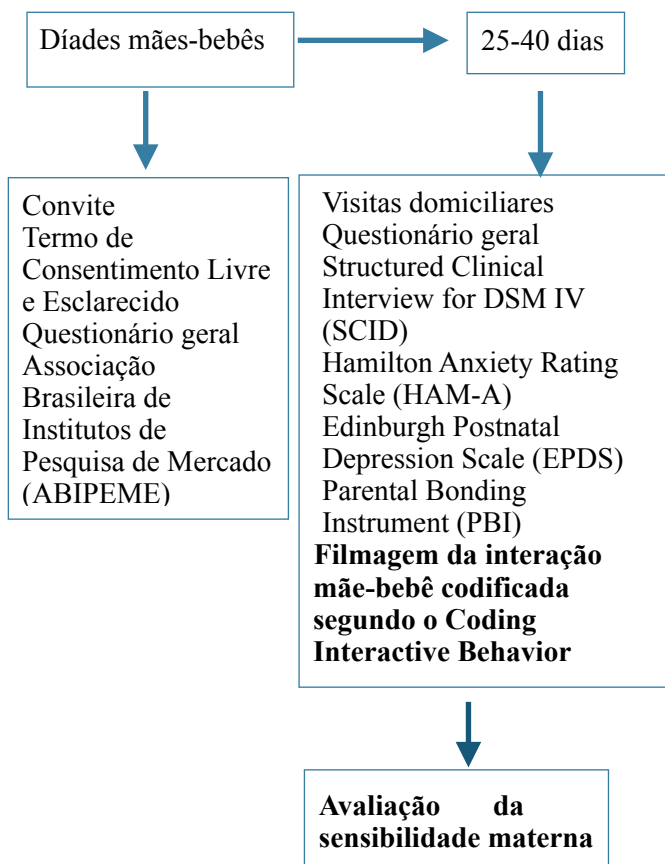 Díades mães-bebês
25-40 dias
Convite
Termo de
Consentimento Livre
e Esclarecido
Questionário geral
Associação
Brasileira de
Institutos de
Pesquisa de Mercado
(ABIPEME)
Visitas domiciliares
Questionário geral
Structured Clinical
Interview for DSM IV
(SCID)
Hamilton Anxiety Rating
Scale (HAM-A)
Edinburgh Postnatal
Depression Scale (EPDS)
Parental Bonding
Instrument (PBI)
Filmagem da interação
mãe-bebê codificada
segundo o Coding
Interactive Behavior
Avaliação da
sensibilidade materna